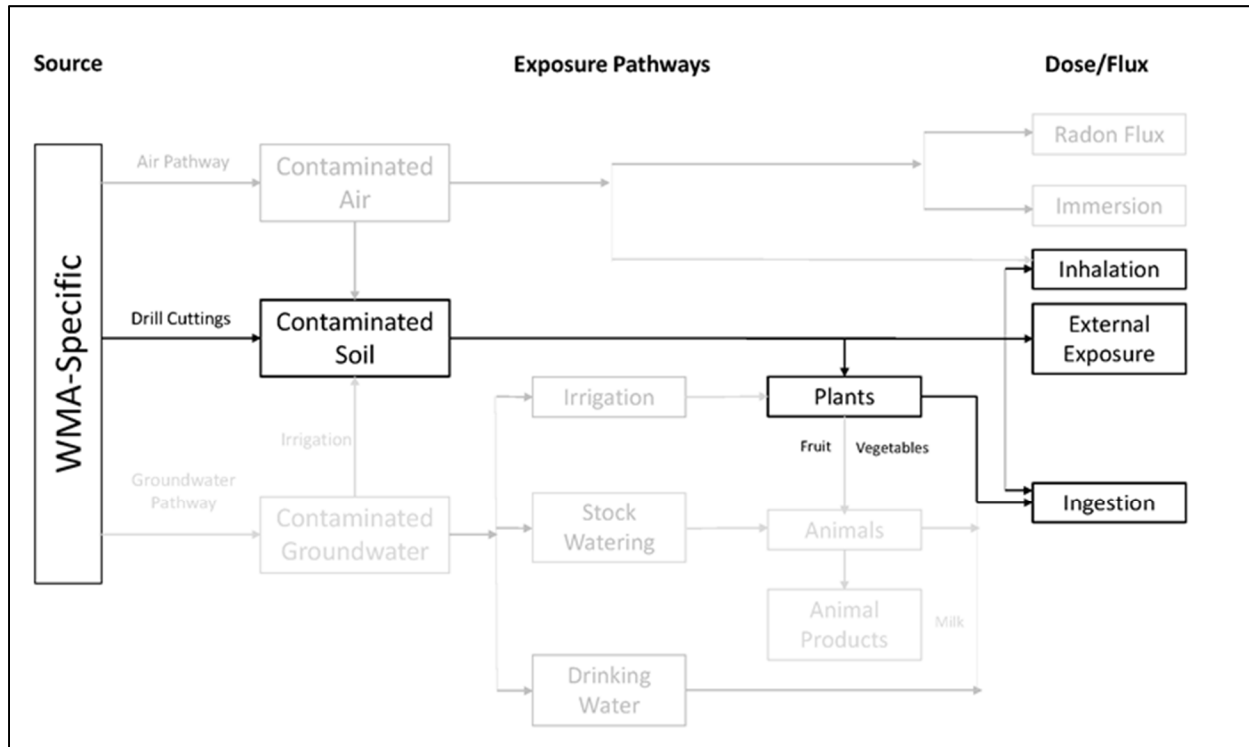 Source
Exposure Pathways
Dose/Flux
WMA-Specific
Air Pathway
Contaminated
Air
Radon Flux
Immersion
Inhalation
Drill Cuttings
Contaminated
Soil
External
Exposure
Irrigation
Plants
Irrigation
Fruit
Vegetables
Groundwater
Pathway
Contaminated
Groundwater
Stock
Watering
Animals
Ingestion
Animal
Products
Milk
Drinking
Water